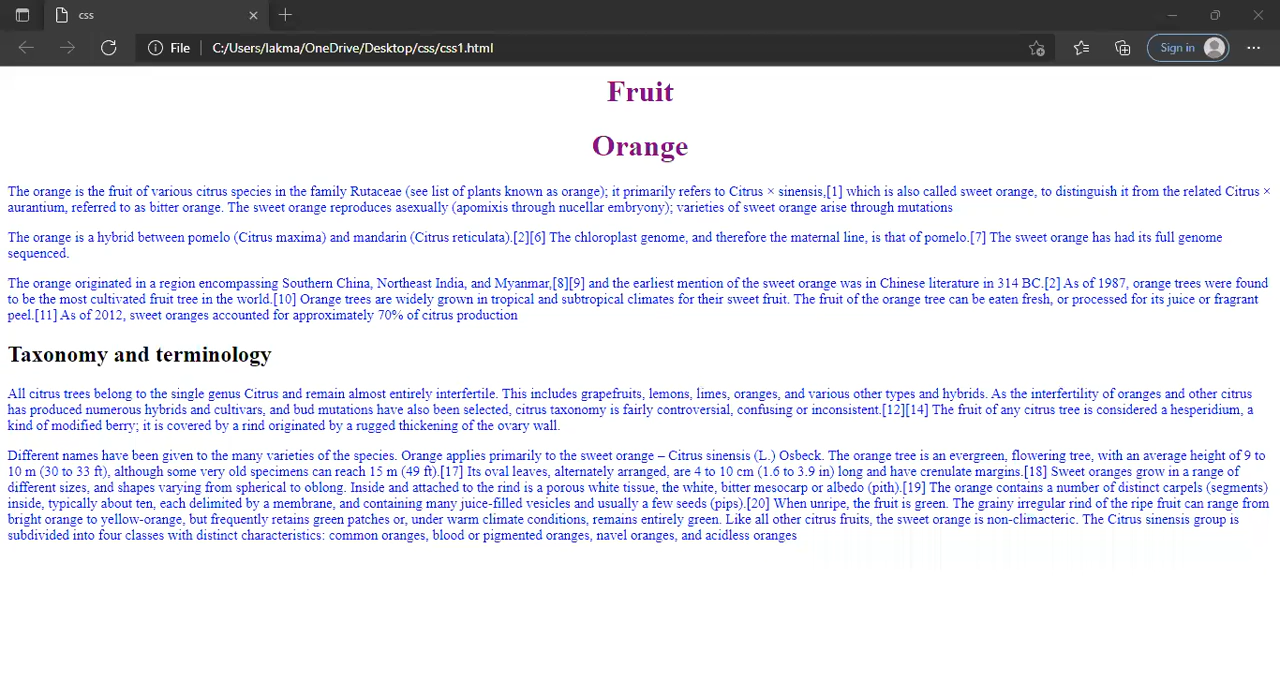 css
File
C:/Users/lakma/OneDrive/Desktop/css/css1.html
Sign in
Fruit
Orange
The orange is the fruit of various citrus species in the family Rutaceae (see list of plants known as orange); it primarily refers to Citrus × sinensis,[1] which is also called sweet orange, to distinguish it from the related Citrus ×
aurantium, referred to as bitter orange. The sweet orange reproduces asexually (apomixis through nucellar embryony); varieties of sweet orange arise through mutations
The orange is a hybrid between pomelo (Citrus maxima) and mandarin (Citrus reticulata).[2][6] The chloroplast genome, and therefore the maternal line, is that of pomelo.[7] The sweet orange has had its full genome
sequenced.
The orange originated in a region encompassing Southern China, Northeast India, and Myanmar,[8][9] and the earliest mention of the sweet orange was in Chinese literature in 314 BC.[2] As of 1987, orange trees were found
to be the most cultivated fruit tree in the world.[10] Orange trees are widely grown in tropical and subtropical climates for their sweet fruit. The fruit of the orange tree can be eaten fresh, or processed for its juice or fragrant
peel.[11] As of 2012, sweet oranges accounted for approximately 70% of citrus production
Taxonomy and terminology
All citrus trees belong to the single genus Citrus and remain almost entirely interfertile. This includes grapefruits, lemons, limes, oranges, and various other types and hybrids. As the interfertility of oranges and other citrus
has produced numerous hybrids and cultivars, and bud mutations have also been selected, citrus taxonomy is fairly controversial, confusing or inconsistent.[12][14] The fruit of any citrus tree is considered a hesperidium, a
kind of modified berry; it is covered by a rind originated by a rugged thickening of the ovary wall.
Different names have been given to the many varieties of the species. Orange applies primarily to the sweet orange – Citrus sinensis (L.) Osbeck. The orange tree is an evergreen, flowering tree, with an average height of 9 to
10 m (30 to 33 ft), although some very old specimens can reach 15 m (49 ft).[17] Its oval leaves, alternately arranged, are 4 to 10 cm (1.6 to 3.9 in) long and have crenulate margins.[18] Sweet oranges grow in a range of
different sizes, and shapes varying from spherical to oblong. Inside and attached to the rind is a porous white tissue, the white, bitter mesocarp or albedo (pith).[19] The orange contains a number of distinct carpels (segments)
inside, typically about ten, each delimited by a membrane, and containing many juice-filled vesicles and usually a few seeds (pips).[20] When unripe, the fruit is green. The grainy irregular rind of the ripe fruit can range from
bright orange to yellow-orange, but frequently retains green patches or, under warm climate conditions, remains entirely green. Like all other citrus fruits, the sweet orange is non-climacteric. The Citrus sinensis group is
subdivided into four classes with distinct characteristics: common oranges, blood or pigmented oranges, navel oranges, and acidless oranges